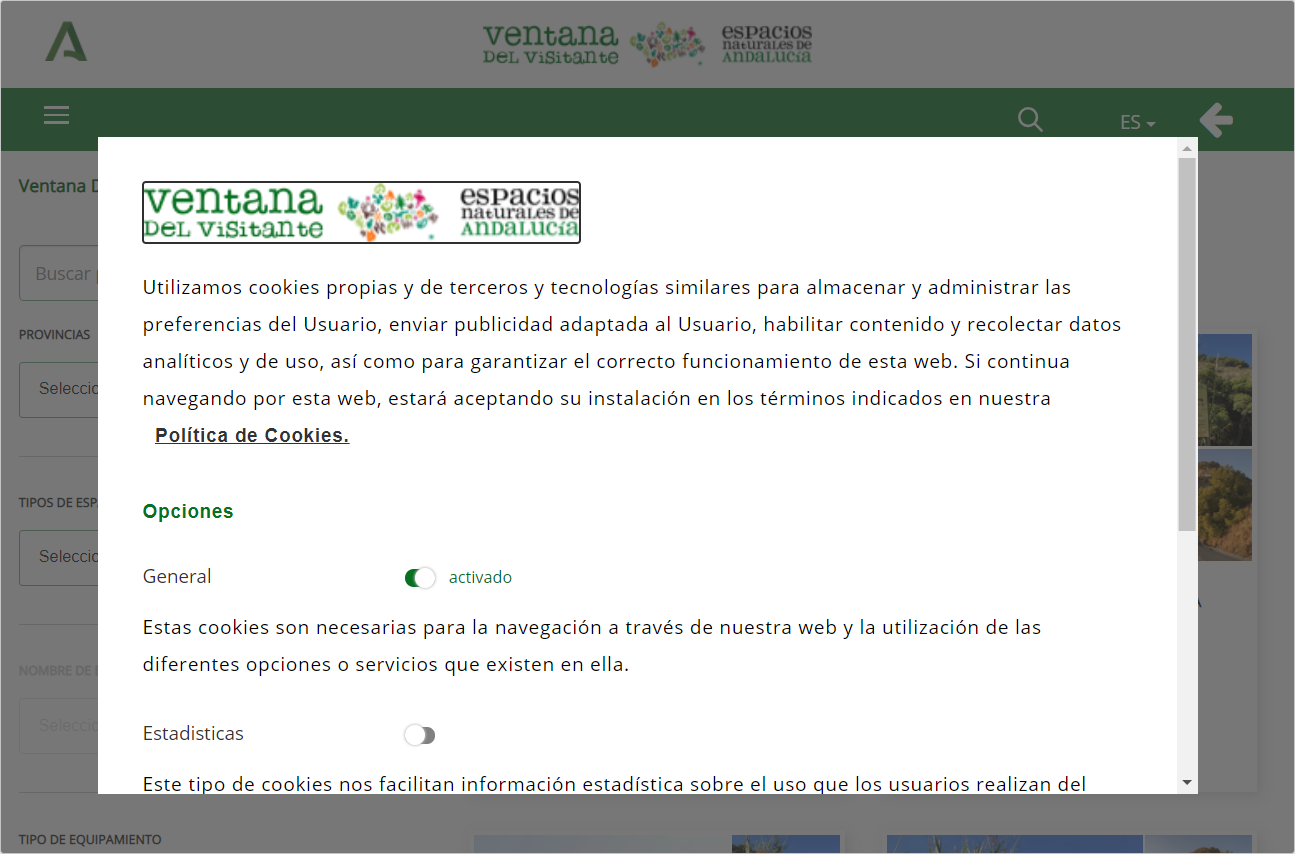 ventana
DEL VISITANTE
espacios
naturales de
ANDALUCÍA
ES
Ventana
Buscar
PROVINCIAS
TIPOS DE
NOMBRE DE
TIPO DE EQUIPAMIENTO
ventana
DEL VISITANTE
espacios
naturales de
ANDALUCÍA
Utilizamos cookies propias y de terceros y tecnologías similares para almacenar y administrar las
preferencias del Usuario, enviar publicidad adaptada al Usuario, habilitar contenido y recolectar datos
analíticos y de uso, así como para garantizar el correcto funcionamiento de esta web. Si continua
navegando por esta web, estará aceptando su instalación en los términos indicados en nuestra
Política de Cookies.
Opciones
General
activado
Estas cookies son necesarias para la navegación a través de nuestra web y la utilización de las
diferentes opciones o servicios que existen en ella.
Estadisticas
Este tipo de cookies nos facilitan información estadística sobre el uso que los usuarios realizan del